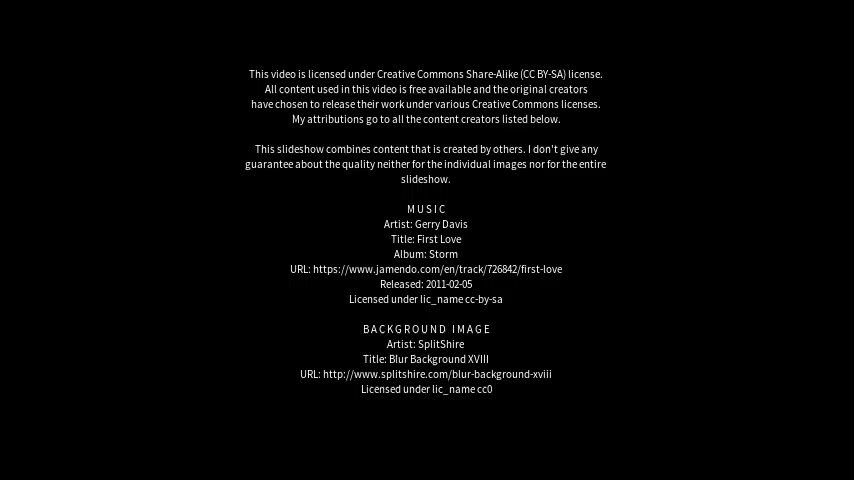 This video is licensed under Creative Commons Share-Alike (CC BY-SA) license.
All content used in this video is free available and the original creators
have chosen to release their work under various Creative Commons licenses.
My attributions go to all the content creators listed below.
This slideshow combines content that is created by others. I don't give any
guarantee about the quality neither for the individual images nor for the entire
slideshow.
MUSIC
Artist: Gerry Davis
Title: First Love
Album: Storm
URL: https://www.jamendo.com/en/track/726842/first-love
Released: 2011-02-05
Licensed under lic_name cc-by-sa
BACKGROUND IMAGE
Artist: SplitShire
Title: Blur Background XVIII
URL: http://www.splitshire.com/blur-background-xviii
Licensed under lic_name cc0